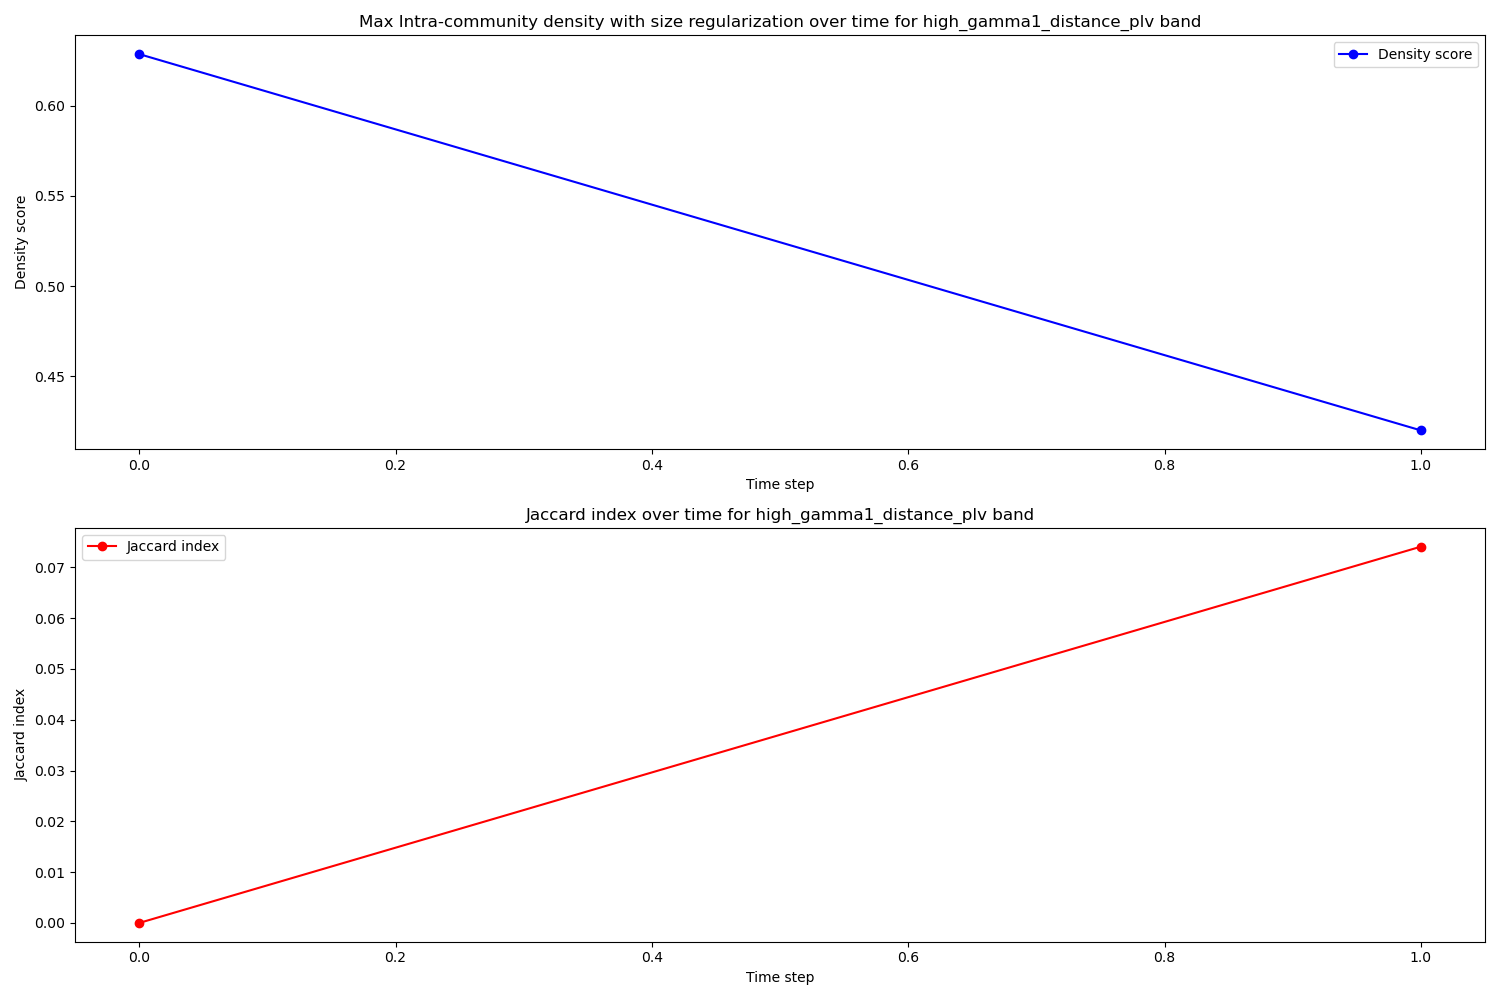 Max Intra-community density with size regularization over time for high_gamma1_distance_plv band
Density score
0.60
0.55
0.50
0.45
Density score
0.0 0.2 0.4 0.6 0.8 1.0
Time step
Jaccard index over time for high_gamma1_distance_plv band
Jaccard index
0.07
0.06
0.05
0.04
0.03
0.02
0.01
0.00
Jaccard index
0.0 0.2 0.4 0.6 0.8 1.0
Time step